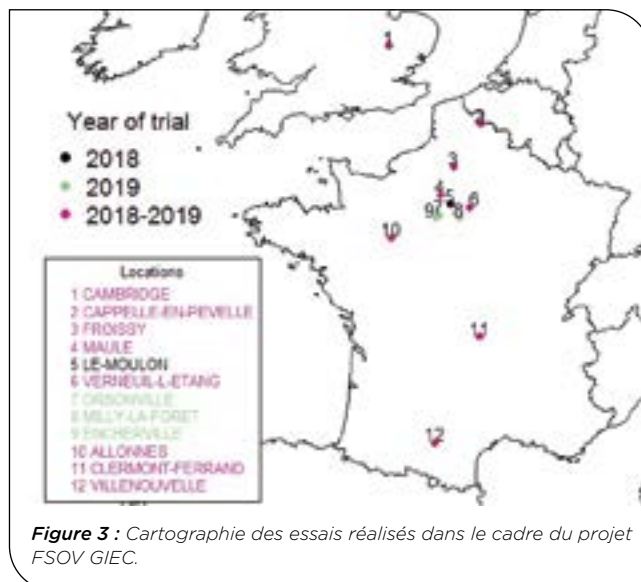 Year of trial
2018
2019
2018-2019
Locations
1 CAMBRIDGE
2 CAPPELLE-EN-PEVELLE
3 FROISSY
4 MAULE
5 LE-MOULON
6 VERNEUIL-L-ETANG
7 ORSONVILLE
8 MILLY-LA-FORET
9 ENCHERVILLE
10 ALLONNES
11 CLERMONT-FERRAND
12 VILLENOUVELLE
1
2
3
4
5
6
9
8
10
11
12
Figure 3 : Cartographie des essais réalisés dans le cadre du projet
FSOV GIEC.